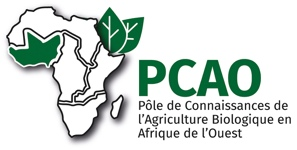 PCAO
Pôle de Connaissances de
l'Agriculture Biologique en
Afrique de l'Ouest